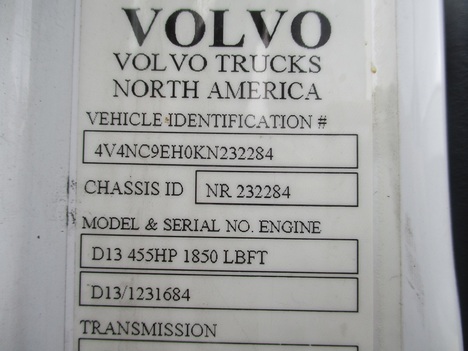 VOLVO
VOLVO TRUCKS
NORTH AMERICA
VEHICLE IDENTIFICATION #
4V4NC9EH0KN232284
CHASSIS ID NR 232284
MODEL & SERIAL NO. ENGINE
D13 455HP 1850 LBFT
D13/1231684
TRANSMISSION